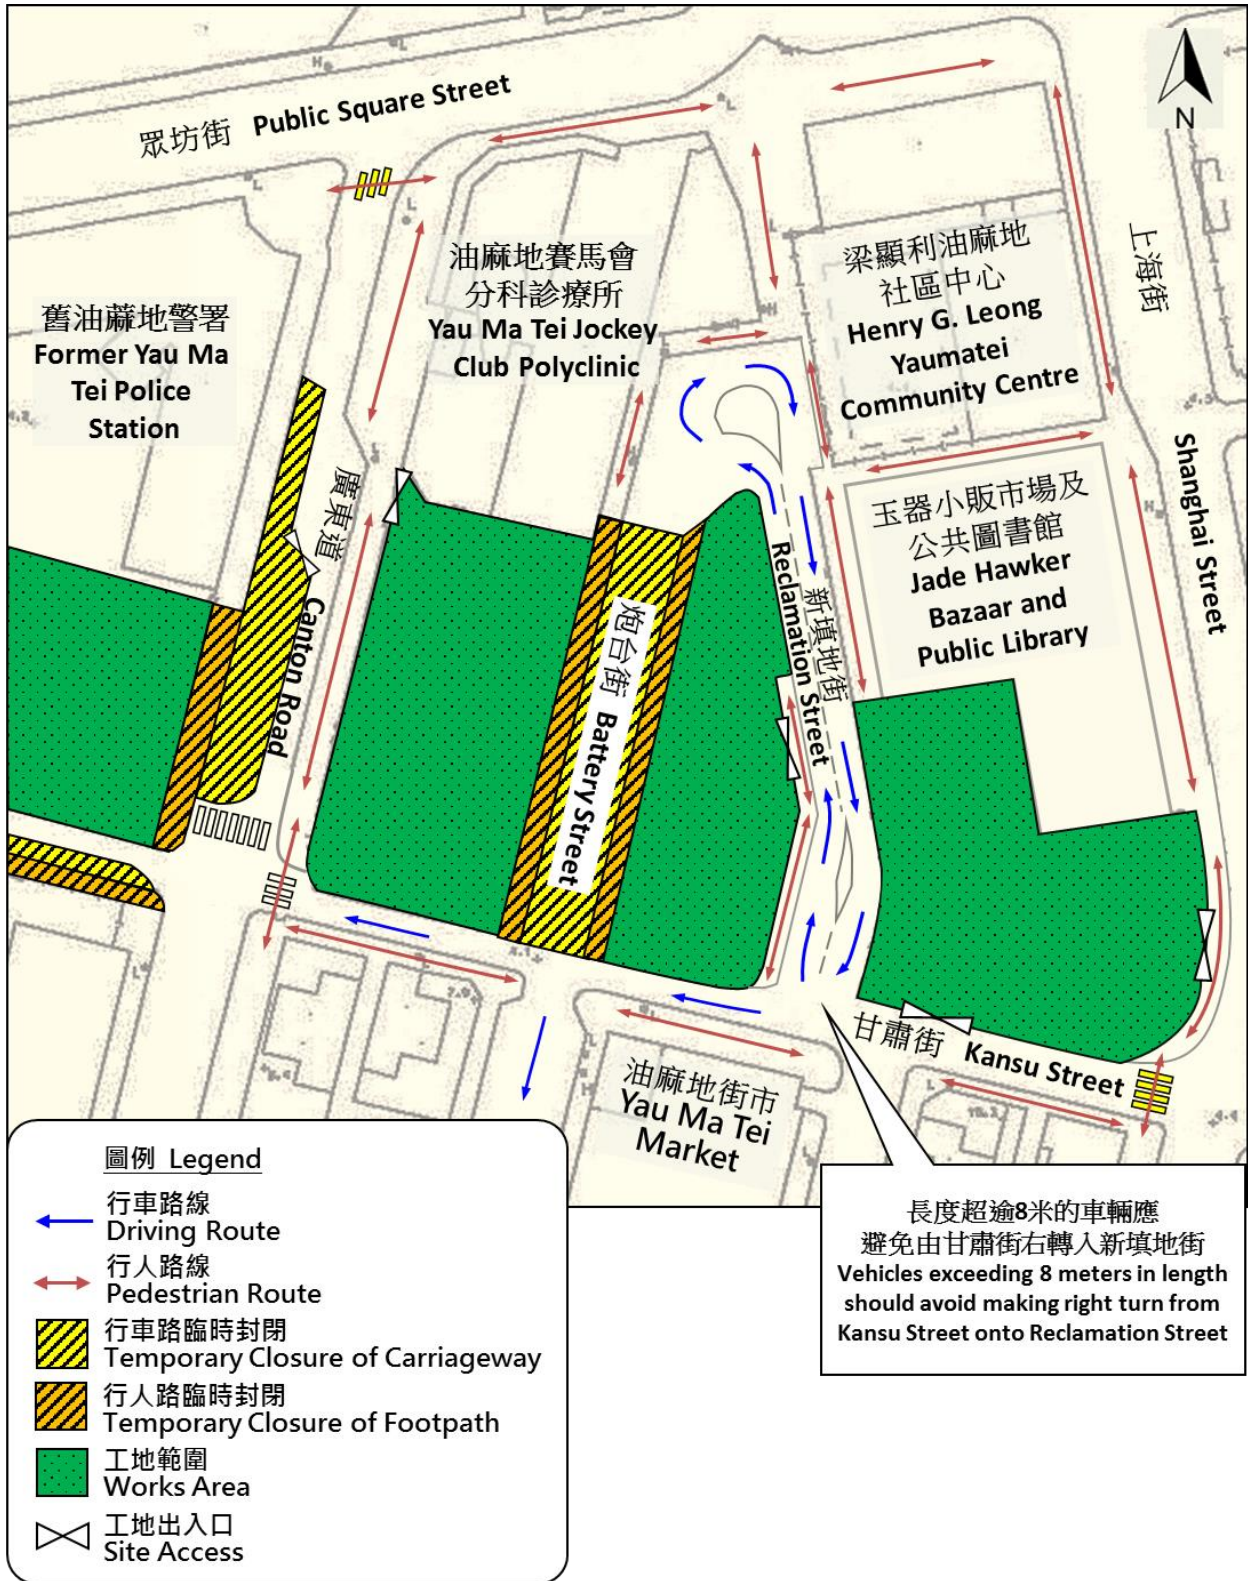 眾坊街 Public Square Street
N
舊油蔴地警署
Former Yau Ma
Tei Police
Station
油麻地賽馬會
分科診療所
Yau Ma Tei Jockey
Club Polyclinic
梁顯利油麻地
社區中心
Henry G. Leong
Yaumatei
Community Centre
上海街
Shanghai Street
廣東道
Canton Road
玉器小販市場及
公共圖書館
Jade Hawker
Bazaar and
Public Library
炮台街 Battery Street
新填地街
Reclamation Street
甘肅街 Kansu Street
油麻地街市
Yau Ma Tei
Market
圖例 Legend
行車路線
Driving Route
行人路線
Pedestrian Route
行車路臨時封閉
Temporary Closure of Carriageway
行人路臨時封閉
Temporary Closure of Footpath
工地範圍
Works Area
工地出入口
Site Access
長度超逾8米的車輛應
避免由甘肅街右轉入新填地街
Vehicles exceeding 8 meters in length
should avoid making right turn from
Kansu Street onto Reclamation Street